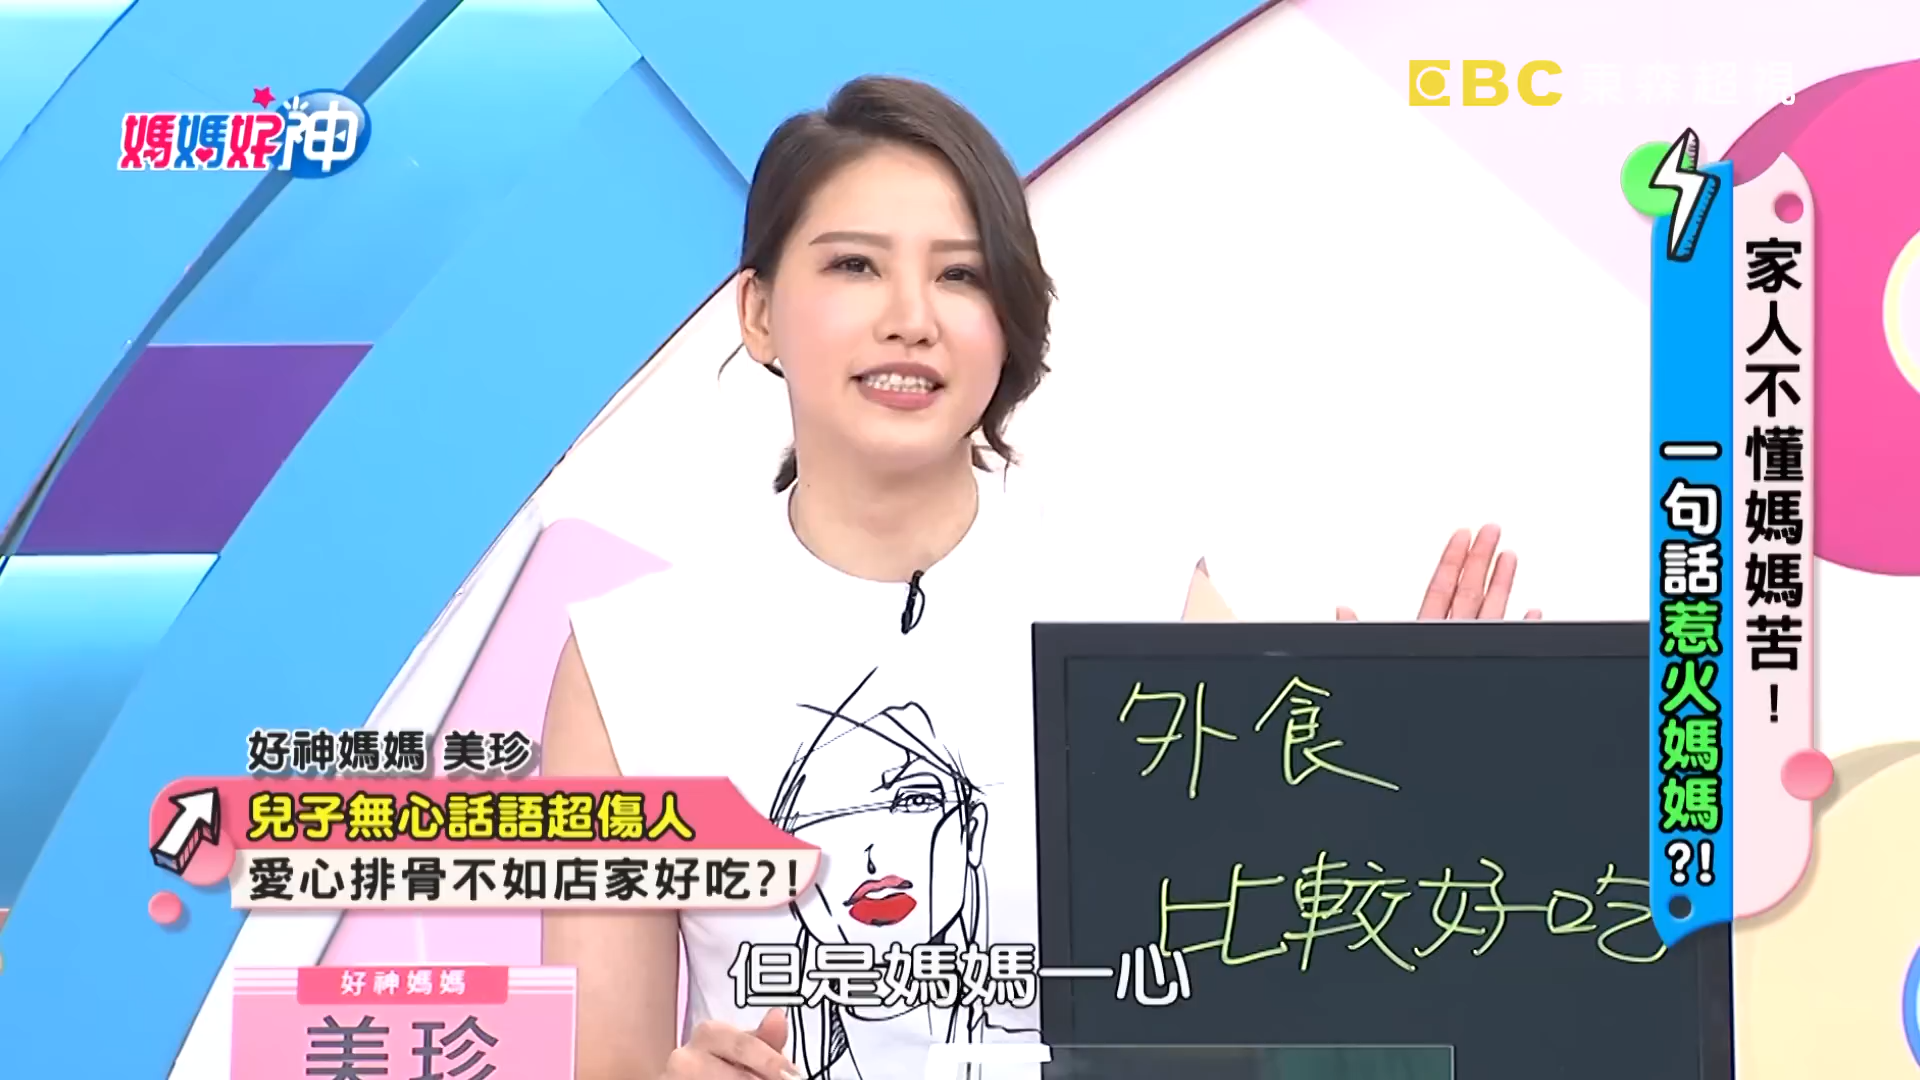 媽媽好神
EBC 東森超視
家人不懂媽媽苦！
一句話惹火媽媽?!
外食
比較好吃
好神媽媽 美珍
兒子無心話語超傷人
愛心排骨不如店家好吃?!
但是媽媽一心
好神媽媽
美珍